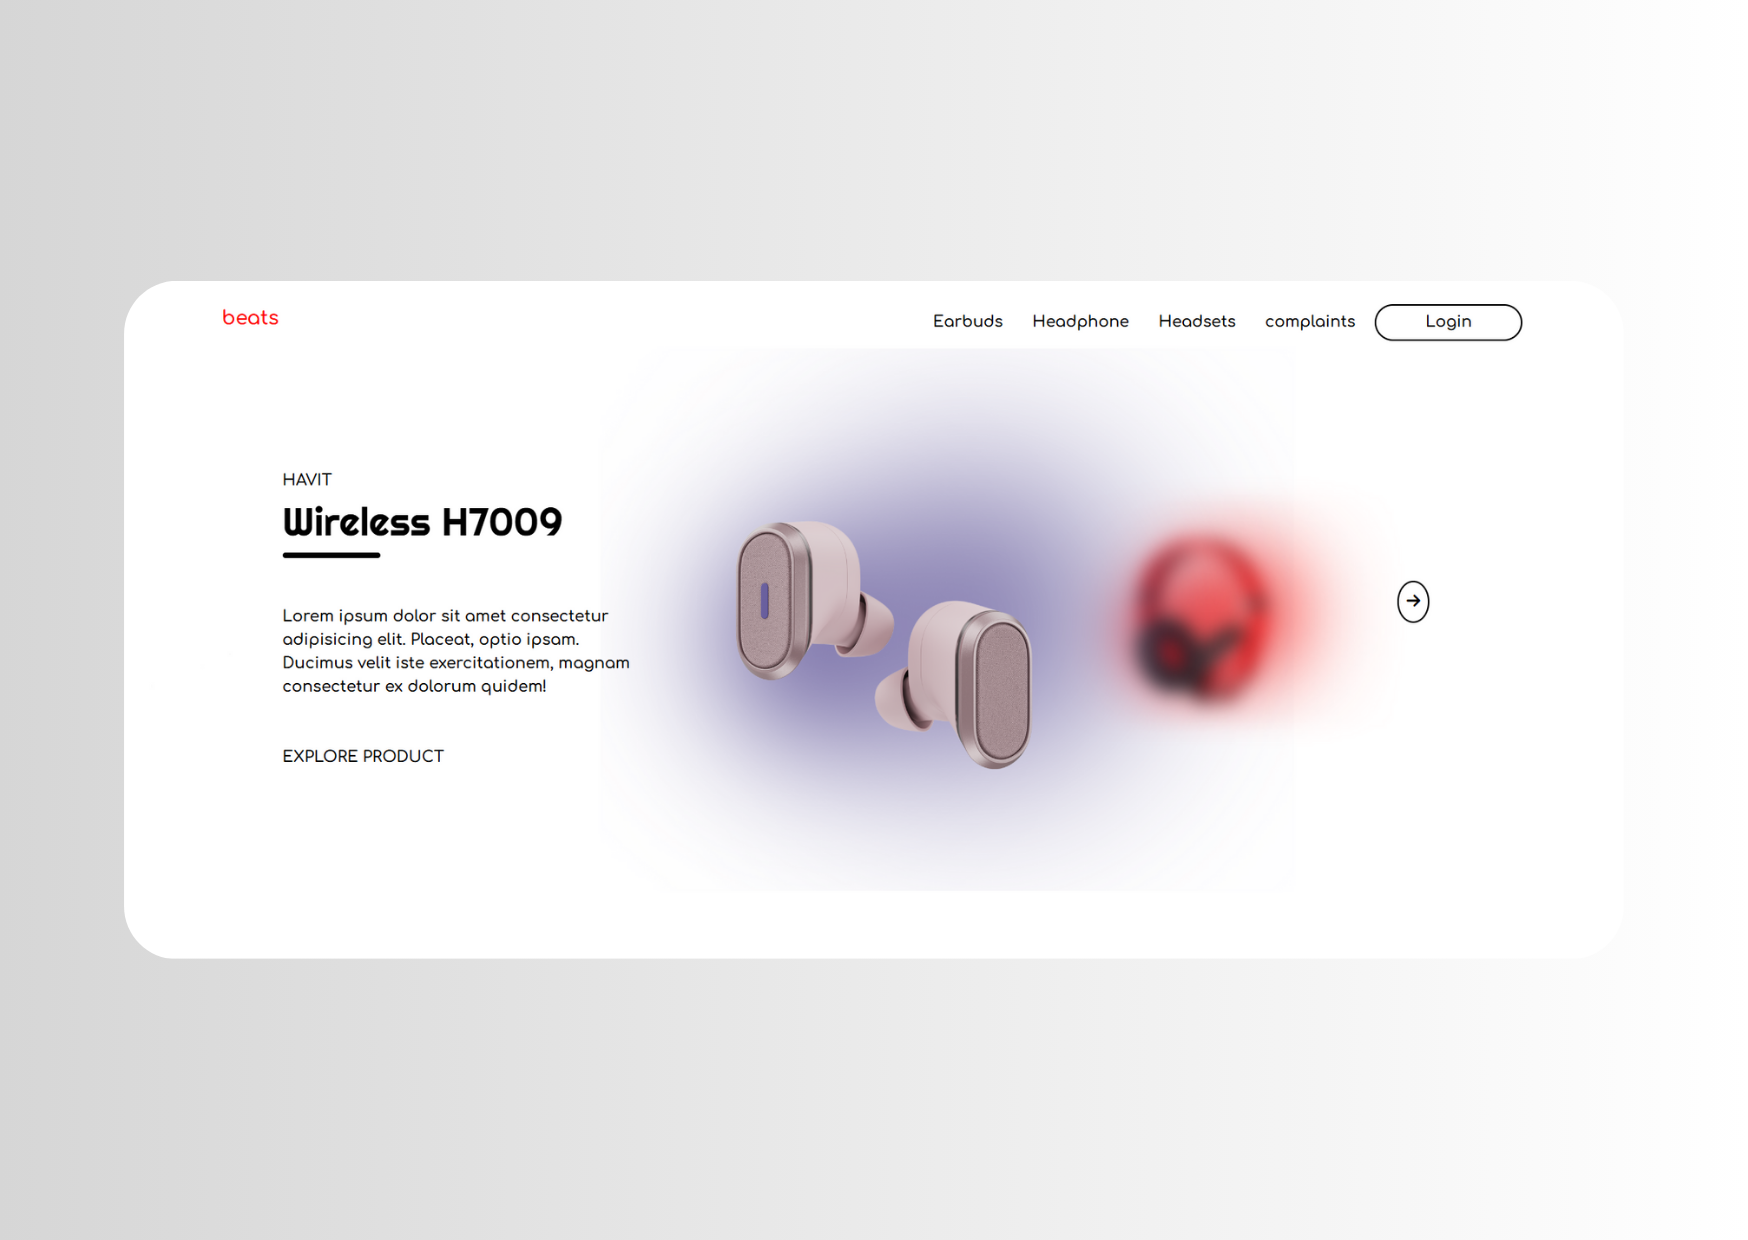 beats
Earbuds
Headphone
Headsets
complaints
Login
HAVIT
Wireless H7009
Lorem ipsum dolor sit amet consectetur
adipisicing elit. Placeat, optio ipsam.
Ducimus velit iste exercitationem, magnam
consectetur ex dolorum quidem!
EXPLORE PRODUCT